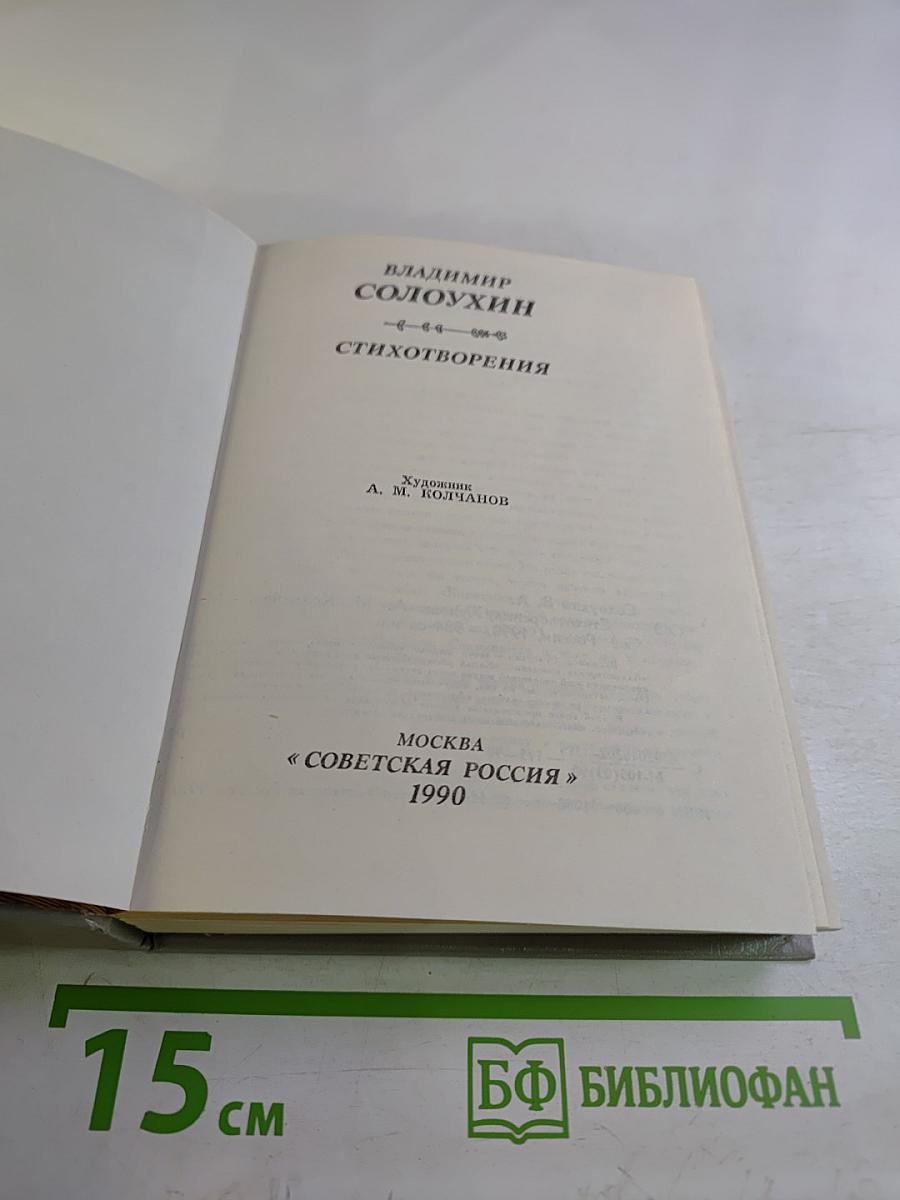 ВЛАДИМИР
СОЛОУХИН
СТИХОТВОРЕНИЯ
Художник
А. М. КОЛЧАНОВ
МОСКВА
« СОВЕТСКАЯ РОССИЯ »
1990
15 см
БФ БИБЛИОФАН